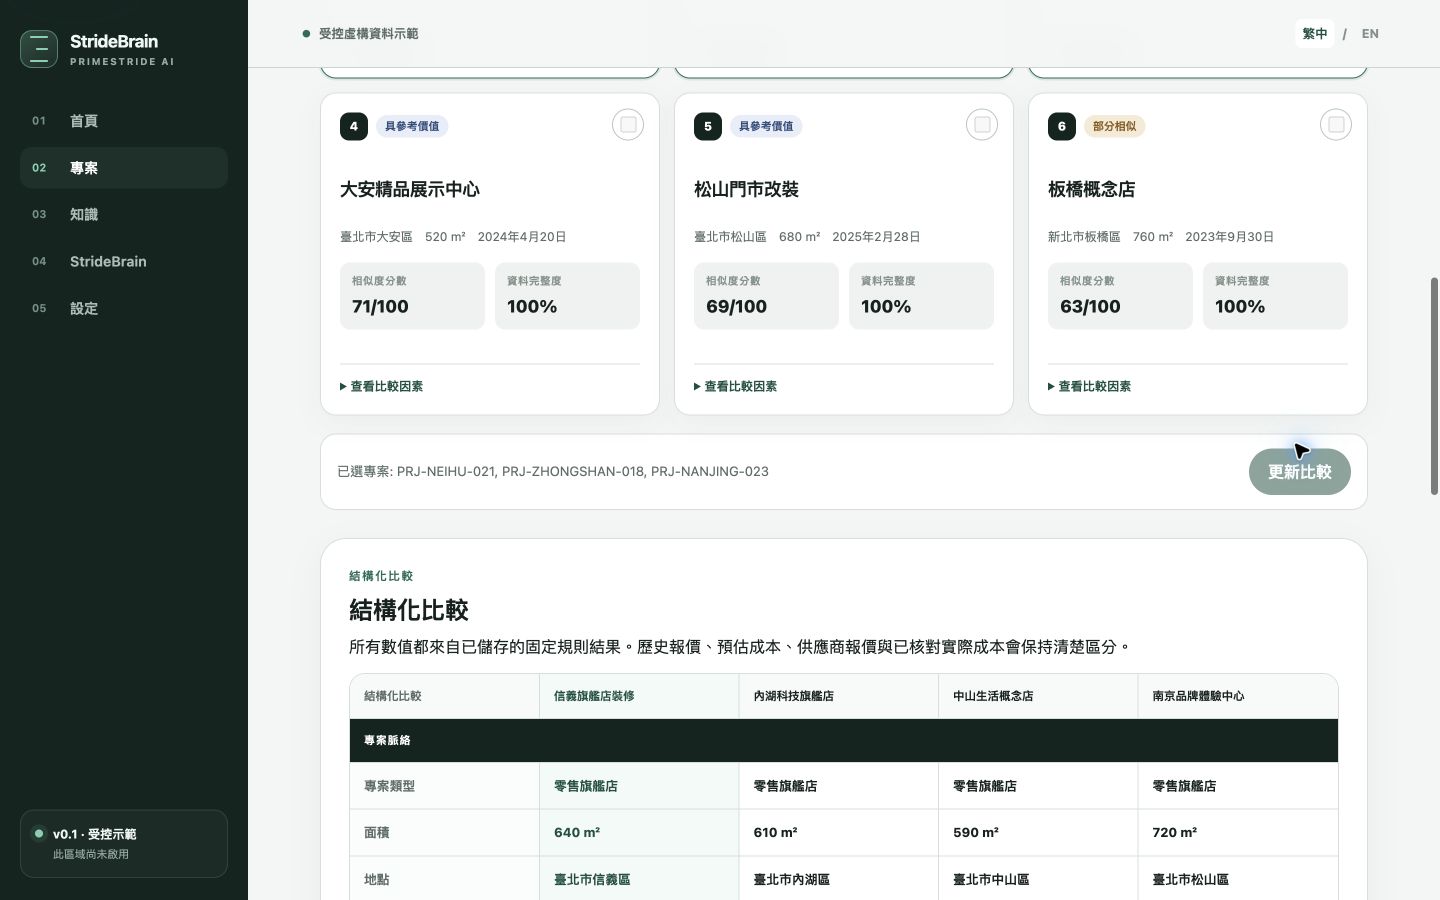 StrideBrain
PRIMESTRIDE AI
01 首頁
02 專案
03 知識
04 StrideBrain
05 設定
v0.1 · 受控示範
此區域尚未啟用
受控虛構資料示範
繁中 / EN
4 具參考價值
大安精品展示中心
臺北市大安區 520 m² 2024年4月20日
相似度分數 資料完整度
71/100 100%
查看比較因素
5 具參考價值
松山門市改裝
臺北市松山區 680 m² 2025年2月28日
相似度分數 資料完整度
69/100 100%
查看比較因素
6 部分相似
板橋概念店
新北市板橋區 760 m² 2023年9月30日
相似度分數 資料完整度
63/100 100%
查看比較因素
已選專案: PRJ-NEIHU-021, PRJ-ZHONGSHAN-018, PRJ-NANJING-023
更新比較
結構化比較
結構化比較
所有數值都來自已儲存的固定規則結果。歷史報價、預估成本、供應商報價與已核對實際成本會保持清楚區分。
結構化比較 信義旗艦店裝修 內湖科技旗艦店 中山生活概念店 南京品牌體驗中心
專案脈絡
專案類型 零售旗艦店 零售旗艦店 零售旗艦店 零售旗艦店
面積 640 m² 610 m² 590 m² 720 m²
地點 臺北市信義區 臺北市內湖區 臺北市中山區 臺北市松山區